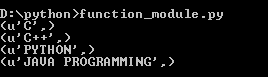 D:\python>function_module.py
(u'C',)
(u'C++',)
(u'PYTHON',)
(u'JAVA PROGRAMMING',)